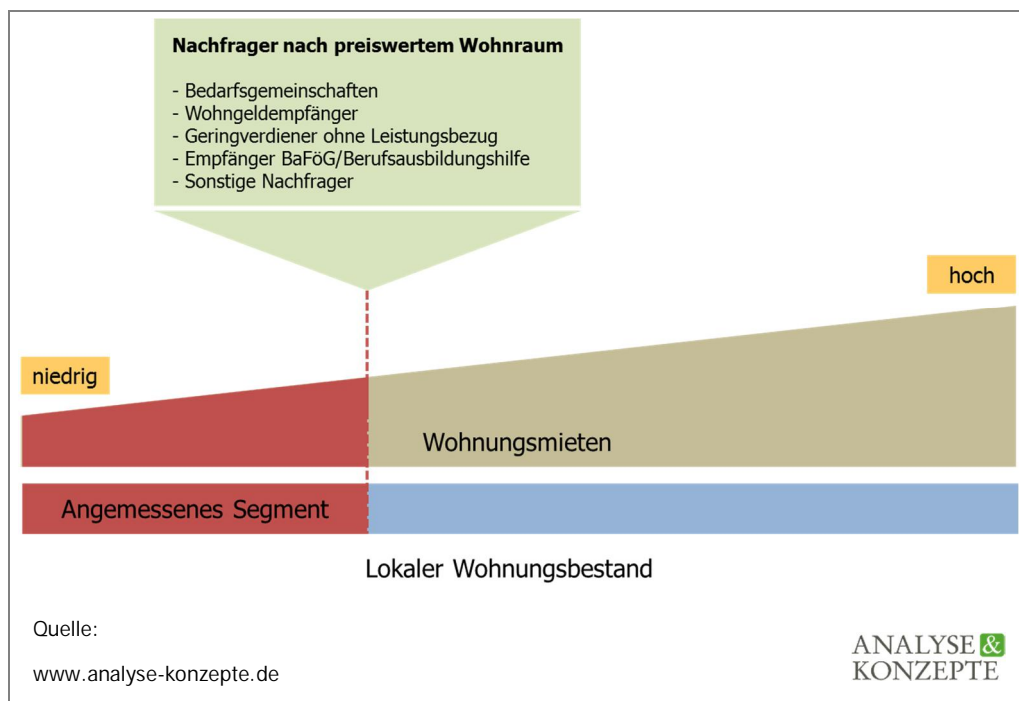 Nachfrager nach preiswertem Wohnraum
- Bedarfsgemeinschaften
- Wohngeldempfänger
- Geringverdiener ohne Leistungsbezug
- Empfänger BaFöG/Berufsausbildungshilfe
- Sonstige Nachfrager
hoch
niedrig
Wohnungsmieten
Angemessenes Segment
Lokaler Wohnungsbestand
Quelle:
www.analyse-konzepte.de
ANALYSE &
KONZEPTE